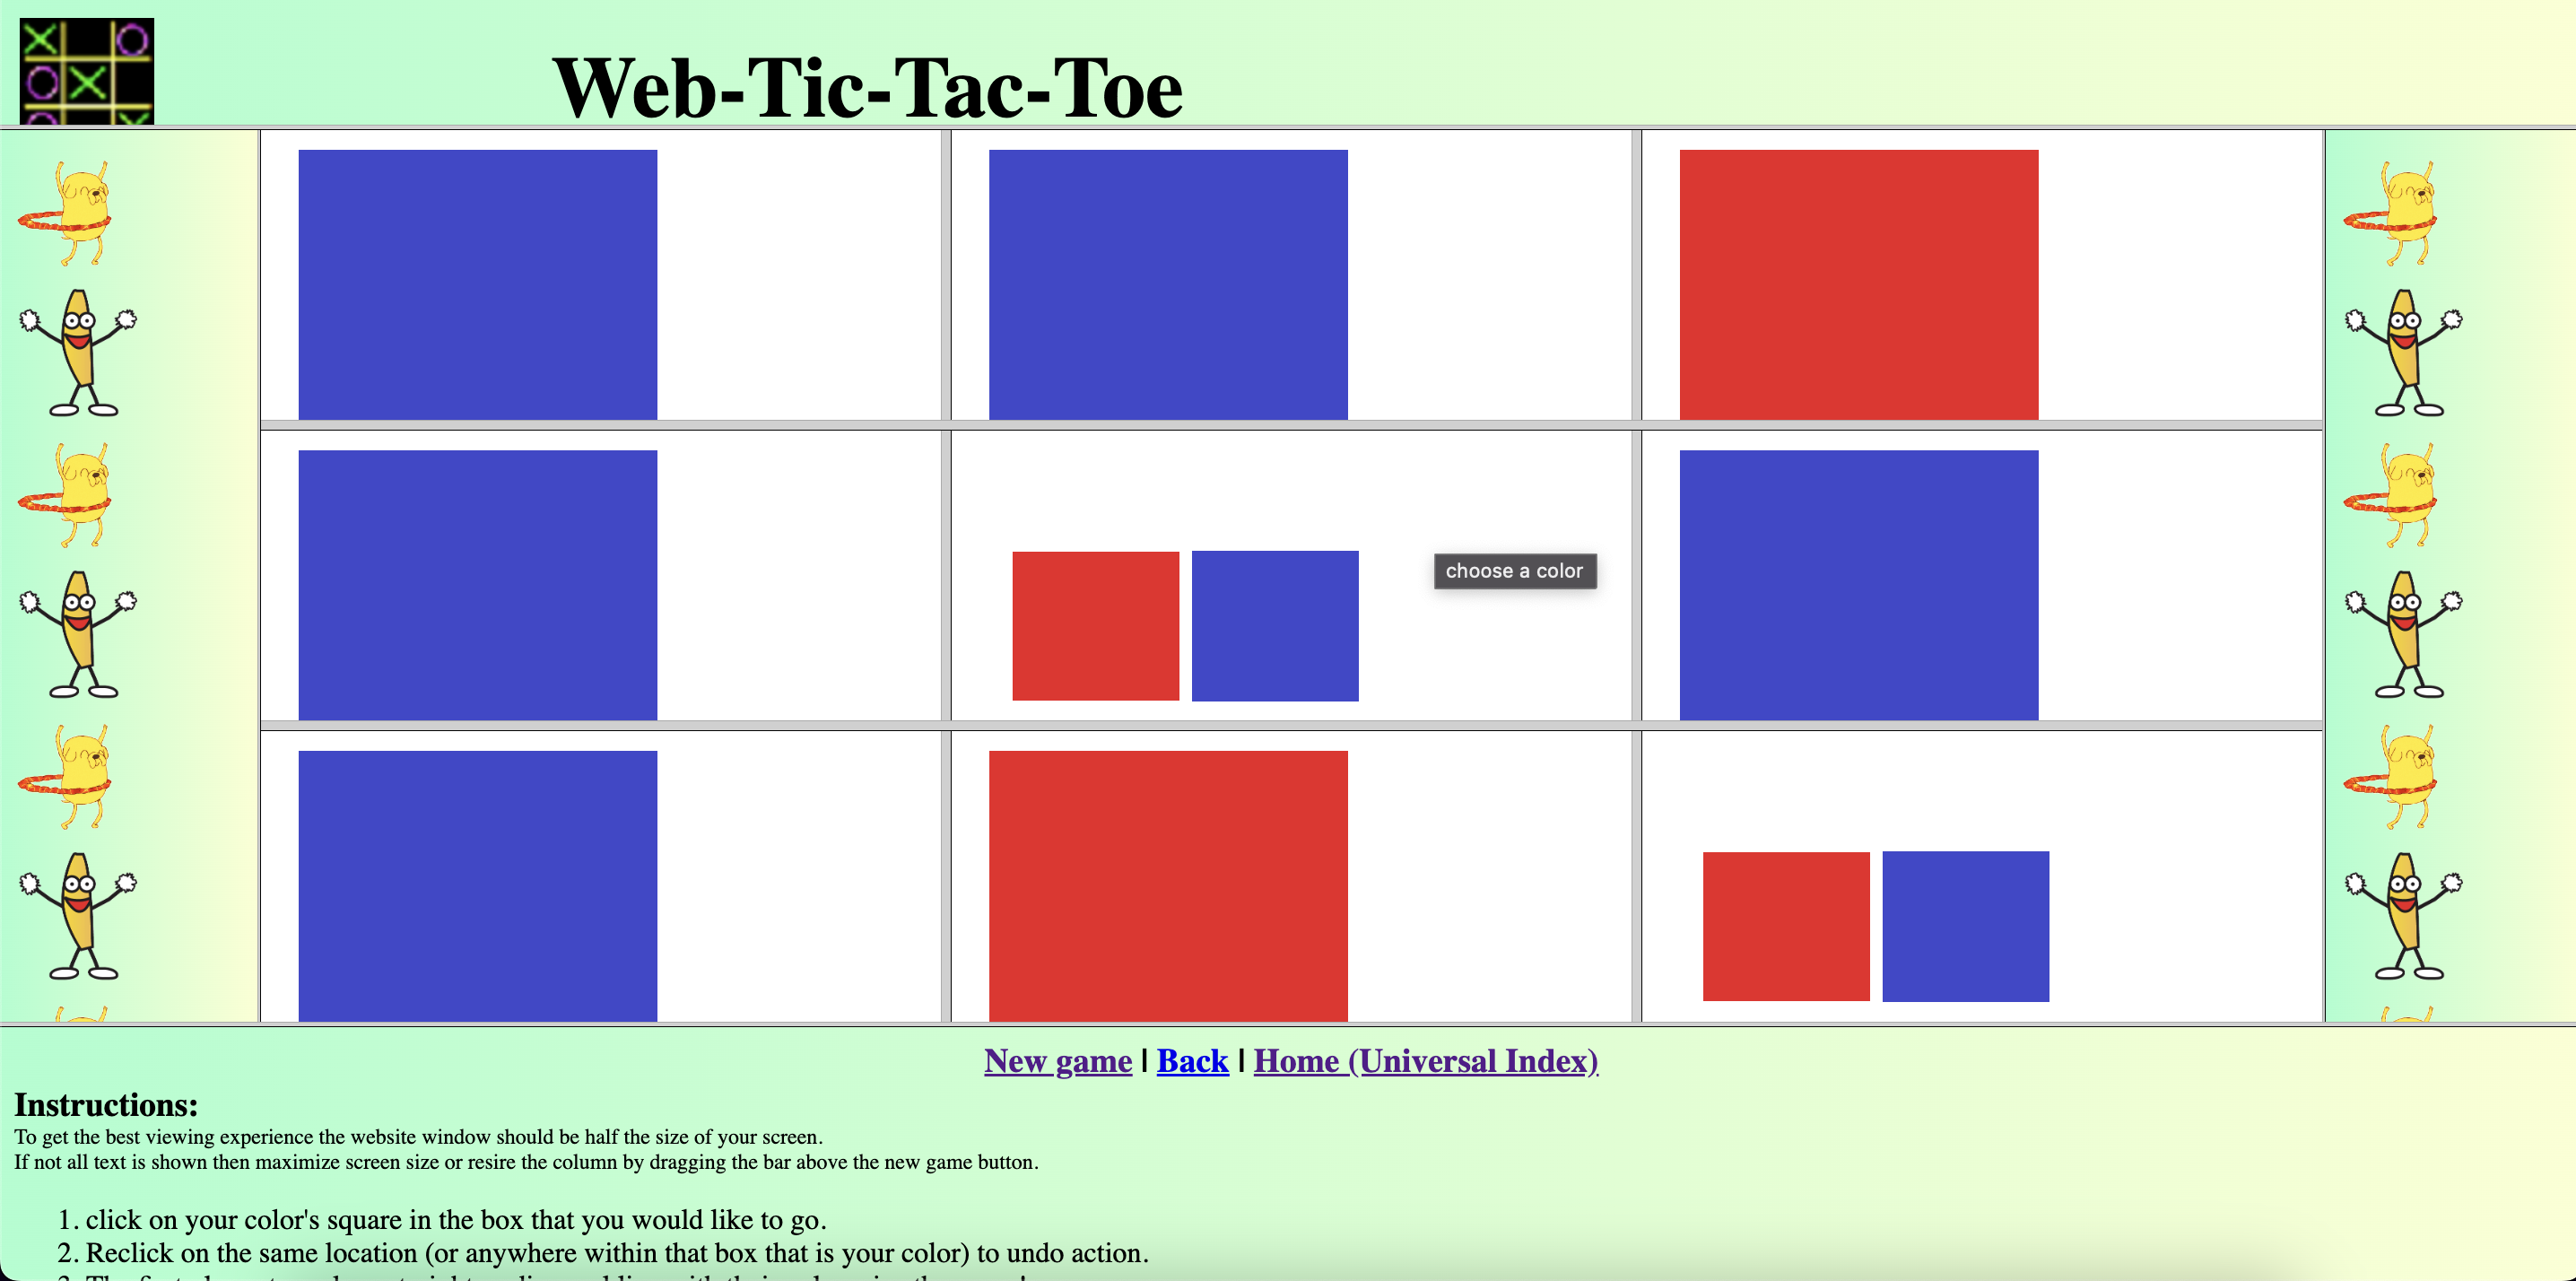 Web-Tic-Tac-Toe
choose a color
New game | Back | Home (Universal Index)
Instructions:
To get the best viewing experience the website window should be half the size of your screen.
If not all text is shown then maximize screen size or resire the column by dragging the bar above the new game button.
1. click on your color's square in the box that you would like to go.
2. Reclick on the same location (or anywhere within that box that is your color) to undo action.